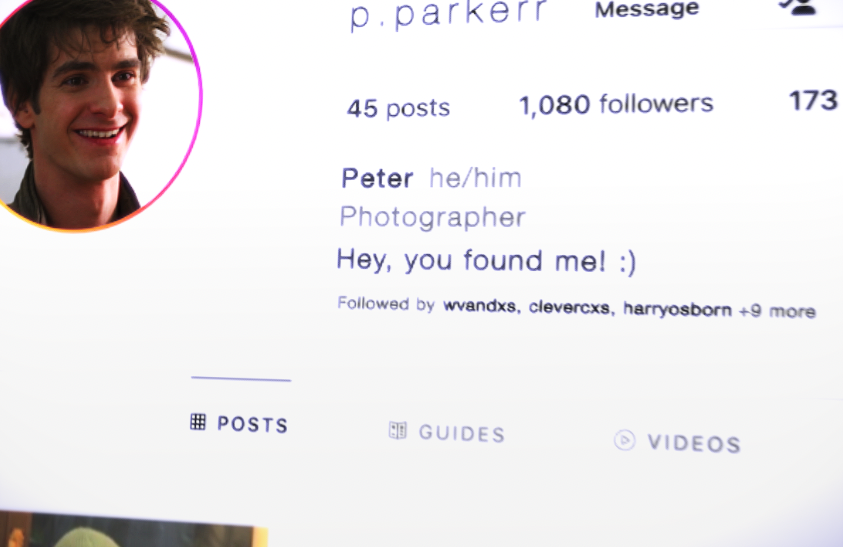 p.parkerr Message
45 posts 1,080 followers 173
Peter he/him
Photographer
Hey, you found me! :)
Followed by wvandxs, clevercxs, harryosborn +9 more
POSTS GUIDES VIDEOS